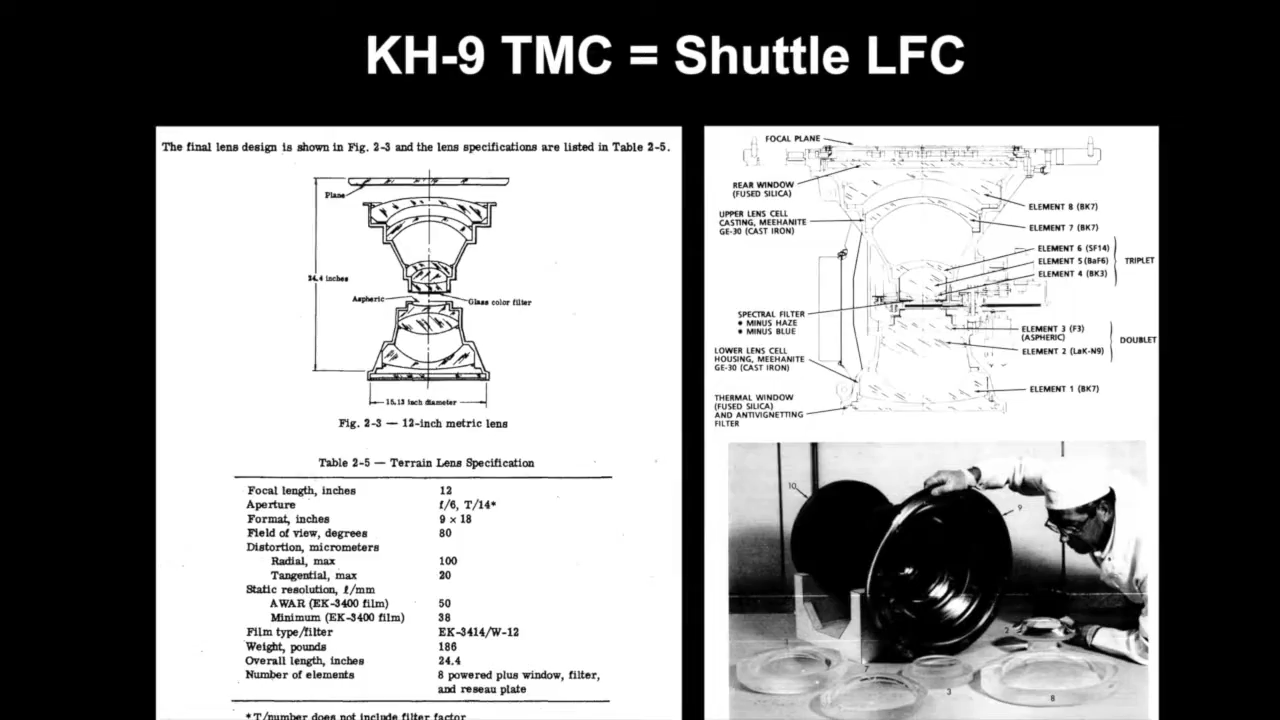 KH-9 TMC = Shuttle LFC
The final lens design is shown in Fig. 2-3 and the lens specifications are listed in Table 2-5.
Plane
24.4 inches
Aspheric
Glass color filter
15.13 inch diameter
Fig. 2-3 — 12-inch metric lens
Table 2-5 — Terrain Lens Specification
Focal length, inches 12
Aperture f/6, T/14*
Format, inches 9 × 18
Field of view, degrees 80
Distortion, micrometers
Radial, max 100
Tangential, max 20
Static resolution, ℓ/mm
AWAR (EK-3400 film) 50
Minimum (EK-3400 film) 38
Film type/filter EK-3414/W-12
Weight, pounds 186
Overall length, inches 24.4
Number of elements 8 powered plus window, filter,
and reseau plate
*T/number does not include filter factor
FOCAL PLANE
REAR WINDOW
(FUSED SILICA)
UPPER LENS CELL
CASTING, MEEHANITE
GE-30 (CAST IRON)
ELEMENT 8 (BK7)
ELEMENT 7 (BK7)
ELEMENT 6 (SF14)
ELEMENT 5 (BaF6)
ELEMENT 4 (BK3)
TRIPLET
SPECTRAL FILTER
• MINUS HAZE
• MINUS BLUE
ELEMENT 3 (F3)
(ASPHERIC)
ELEMENT 2 (LaK-N9)
DOUBLET
LOWER LENS CELL
HOUSING, MEEHANITE
GE-30 (CAST IRON)
ELEMENT 1 (BK7)
THERMAL WINDOW
(FUSED SILICA)
AND ANTIVIGNETTING
FILTER
10
9
2
7
3
8